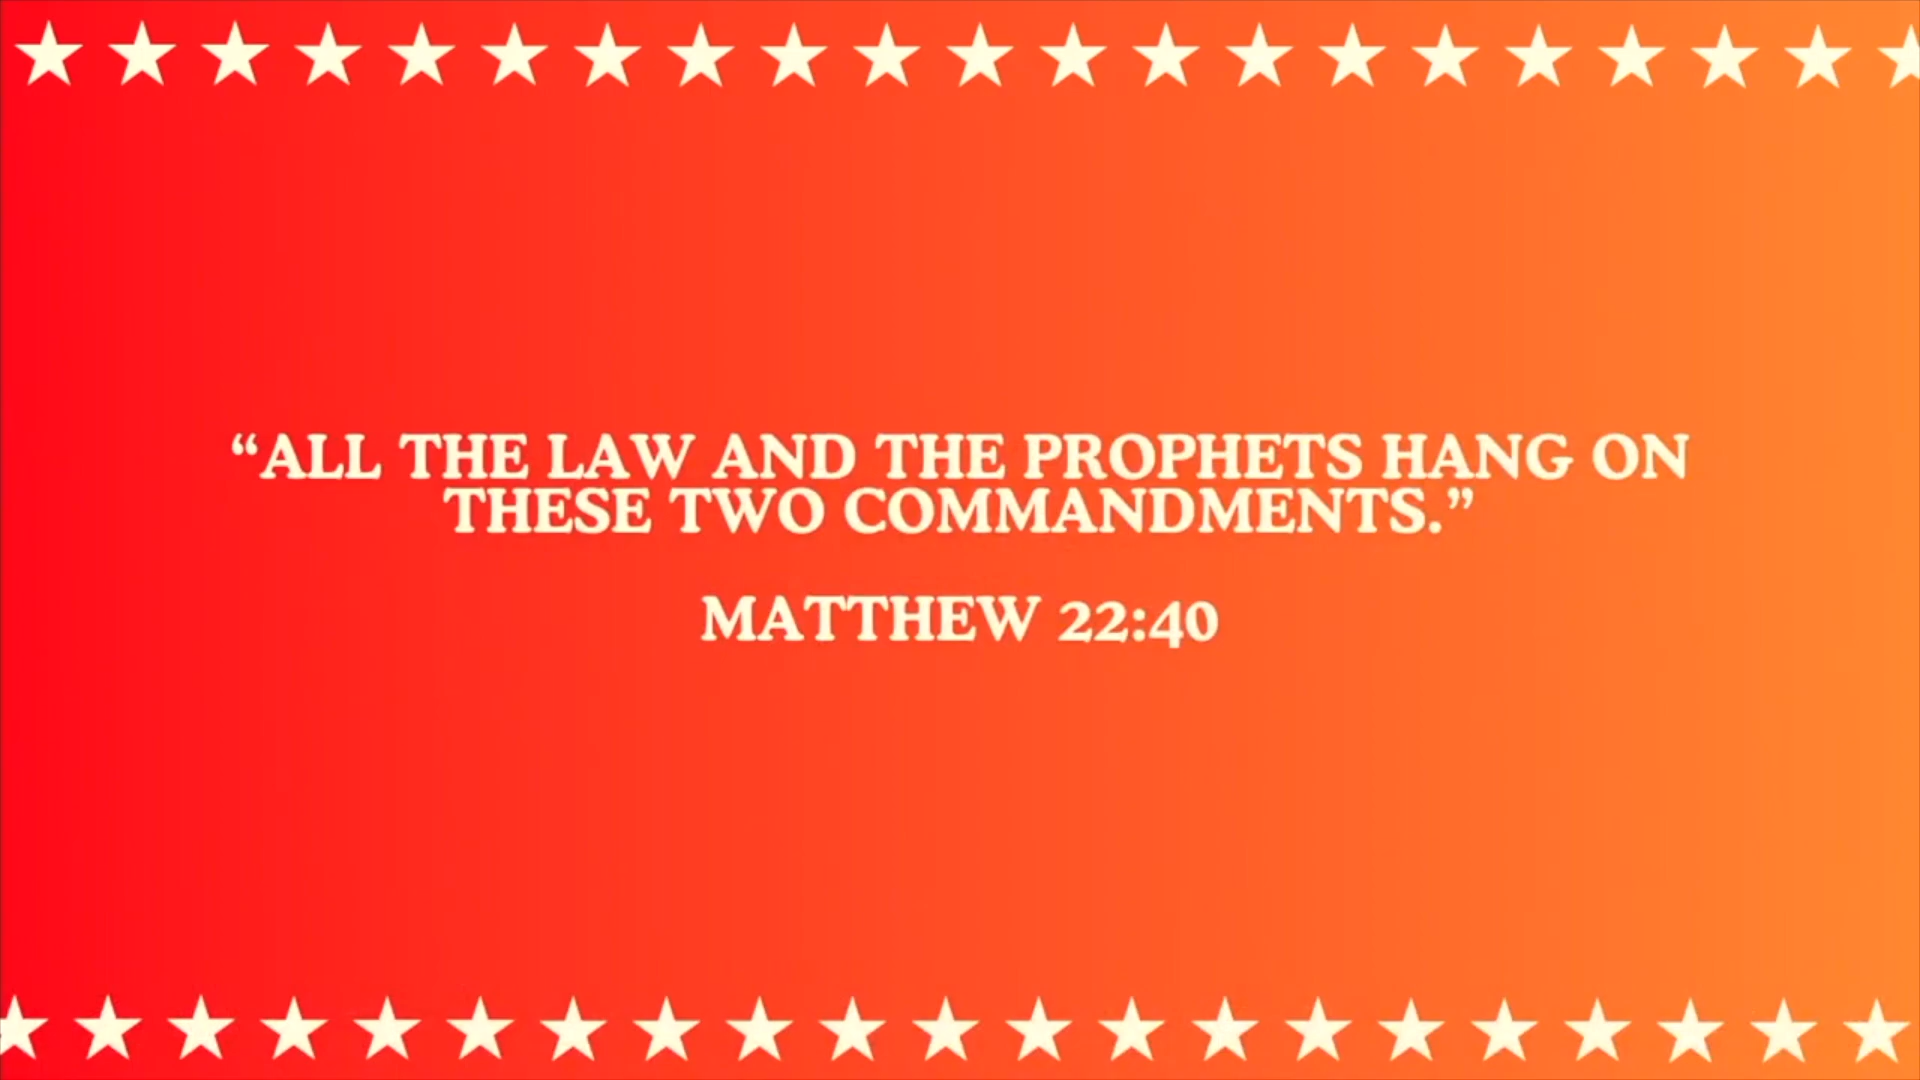 “ALL THE LAW AND THE PROPHETS HANG ON
THESE TWO COMMANDMENTS.”
MATTHEW 22:40